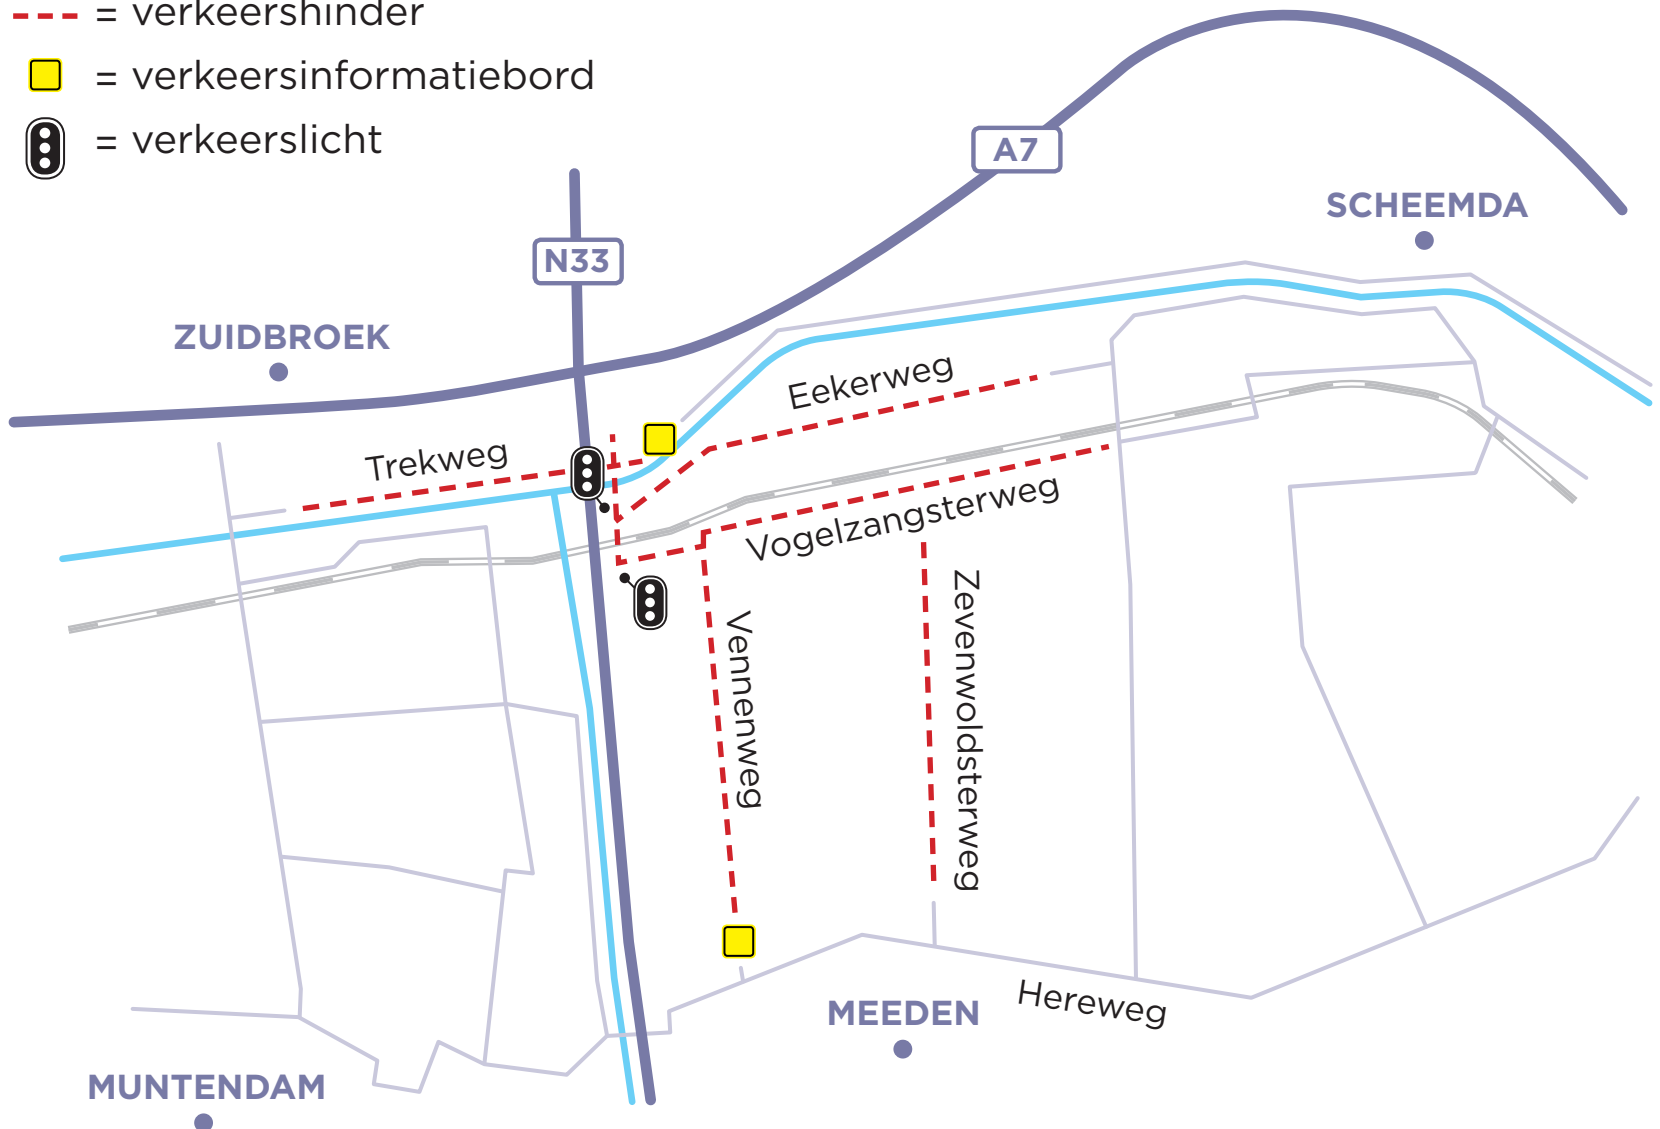 = verkeershinder
= verkeersinformatiebord
= verkeerslicht
A7
SCHEEMDA
N33
ZUIDBROEK
Eekerweg
Trekweg
Vogelzangsterweg
Zevenwoldsterweg
Vennenweg
Hereweg
MEEDEN
MUNTENDAM